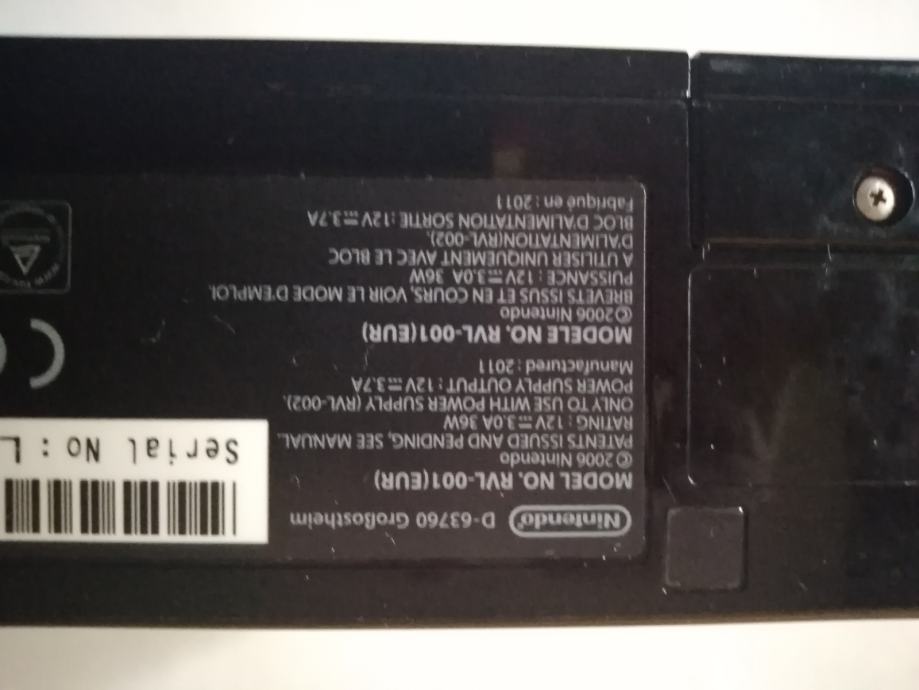 Nintendo® D-63760 Großostheim
MODEL NO. RVL-001(EUR)
© 2006 Nintendo
PATENTS ISSUED AND PENDING, SEE MANUAL.
RATING : 12V⎓3.0A 36W
ONLY TO USE WITH POWER SUPPLY (RVL-002).
POWER SUPPLY OUTPUT : 12V⎓3.7A
Manufactured : 2011
MODELE NO. RVL-001(EUR)
© 2006 Nintendo
BREVETS ISSUS ET EN COURS, VOIR LE MODE D'EMPLOI.
PUISSANCE : 12V⎓3.0A 36W
A UTILISER UNIQUEMENT AVEC LE BLOC
D'ALIMENTATION(RVL-002).
BLOC D'ALIMENTATION SORTIE : 12V⎓3.7A
Fabriqué en : 2011
Serial No : L
CE